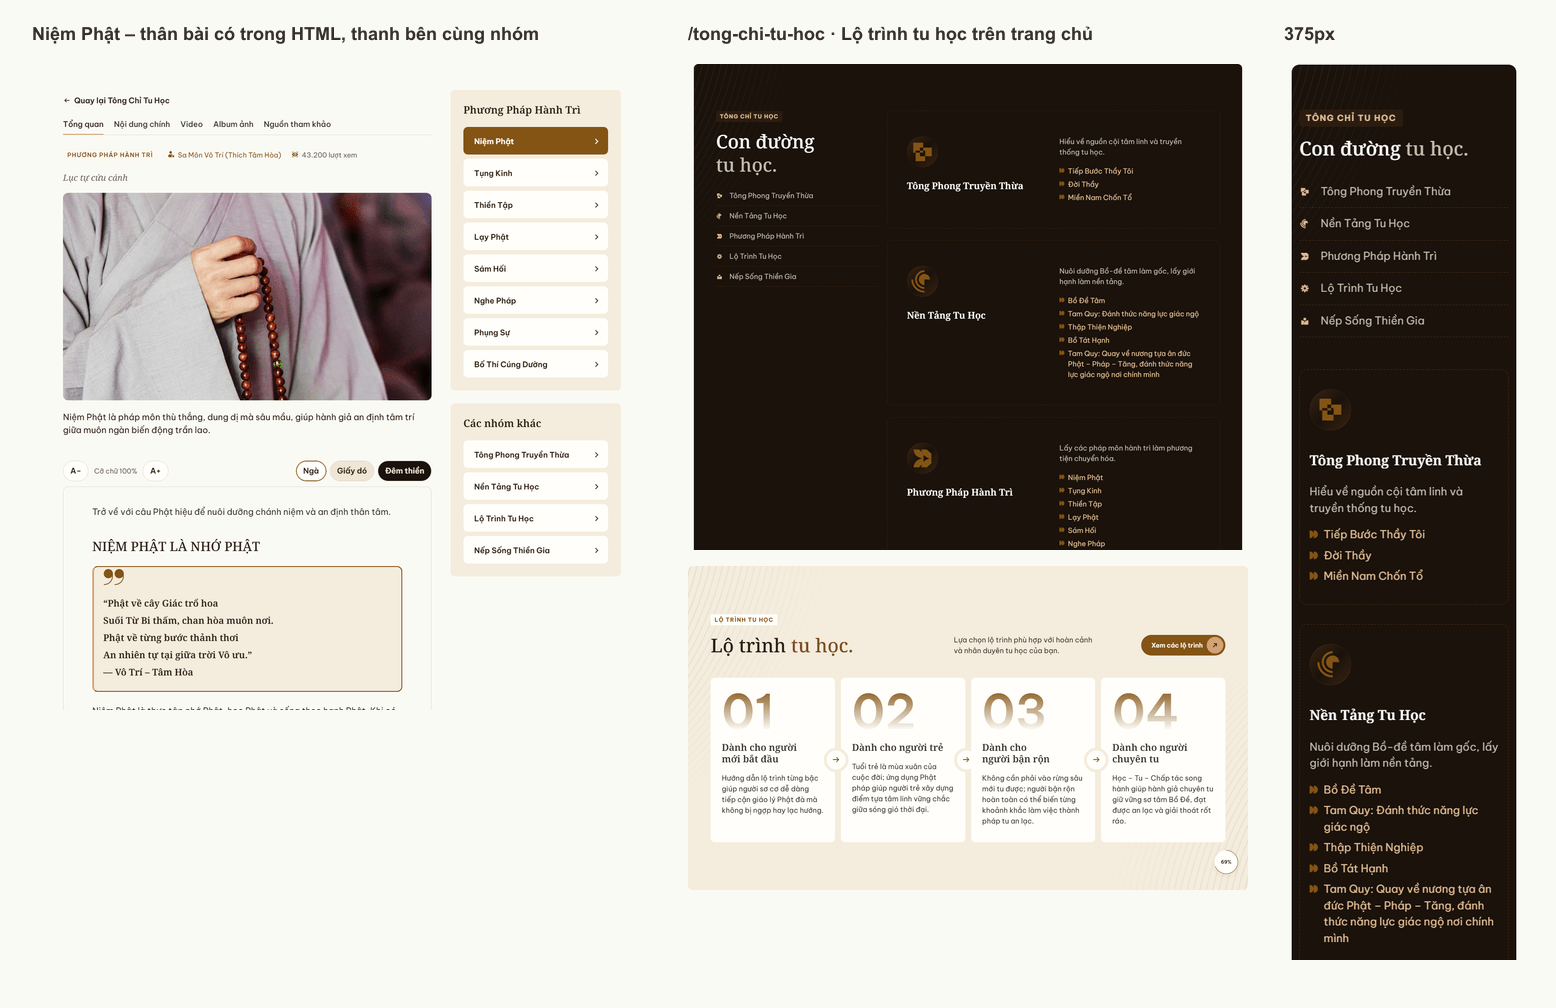 Niệm Phật – thân bài có trong HTML, thanh bên cùng nhóm
← Quay lại Tông Chỉ Tu Học
Tổng quan Nội dung chính Video Album ảnh Nguồn tham khảo
PHƯƠNG PHÁP HÀNH TRÌ Sa Môn Vô Trí (Thích Tâm Hòa) 43.200 lượt xem
Lục tự cứu cánh
Niệm Phật là pháp môn thù thắng, dung dị mà sâu mầu, giúp hành giả an định tâm trí
giữa muôn ngàn biến động trần lao.
A- Cỡ chữ 100% A+ Ngà Giấy dó Đêm thiền
Trở về với câu Phật hiệu để nuôi dưỡng chánh niệm và an định thân tâm.
NIỆM PHẬT LÀ NHỚ PHẬT
“Phật về cây Giác trổ hoa
Suối Từ Bi thấm, chan hòa muôn nơi.
Phật về từng bước thảnh thơi
An nhiên tự tại giữa trời Vô ưu.”
— Vô Trí – Tâm Hòa
Phương Pháp Hành Trì
Niệm Phật
Tụng Kinh
Thiền Tập
Lạy Phật
Sám Hối
Nghe Pháp
Phụng Sự
Bố Thí Cúng Dường
Các nhóm khác
Tông Phong Truyền Thừa
Nền Tảng Tu Học
Lộ Trình Tu Học
Nếp Sống Thiền Gia
/tong-chi-tu-hoc · Lộ trình tu học trên trang chủ
TÔNG CHỈ TU HỌC
Con đường
tu học.
Tông Phong Truyền Thừa
Nền Tảng Tu Học
Phương Pháp Hành Trì
Lộ Trình Tu Học
Nếp Sống Thiền Gia
Tông Phong Truyền Thừa
Hiểu về nguồn cội tâm linh và truyền
thống tu học.
Tiếp Bước Thầy Tôi
Đời Thầy
Miền Nam Chốn Tổ
Nền Tảng Tu Học
Nuôi dưỡng Bồ-đề tâm làm gốc, lấy giới
hạnh làm nền tảng.
Bồ Đề Tâm
Tam Quy: Đánh thức năng lực giác ngộ
Thập Thiện Nghiệp
Bồ Tát Hạnh
Tam Quy: Quay về nương tựa ân đức
Phật – Pháp – Tăng, đánh thức năng
lực giác ngộ nơi chính mình
Phương Pháp Hành Trì
Lấy các pháp môn hành trì làm phương
tiện chuyển hóa.
Niệm Phật
Tụng Kinh
Thiền Tập
Lạy Phật
Sám Hối
Nghe Pháp
LỘ TRÌNH TU HỌC
Lộ trình tu học.
Lựa chọn lộ trình phù hợp với hoàn cảnh
và nhân duyên tu học của bạn.
Xem các lộ trình
01
Dành cho người
mới bắt đầu
Hướng dẫn lộ trình từng bậc
giúp người sơ cơ dễ dàng
tiếp cận giáo lý Phật đà mà
không bị ngợp hay lạc hướng.
02
Dành cho người trẻ
Tuổi trẻ là mùa xuân của
cuộc đời; ứng dụng Phật
pháp giúp người trẻ xây dựng
điểm tựa tâm linh vững chắc
giữa sóng gió thời đại.
03
Dành cho
người bận rộn
Không cần phải vào rừng sâu
mới tu được; người bận rộn
hoàn toàn có thể biến từng
khoảnh khắc làm việc thành
pháp tu an lạc.
04
Dành cho người
chuyên tu
Học – Tu – Chấp tác song
hành giúp hành giả chuyên tu
giữ vững sơ tâm Bồ Đề, đạt
được an lạc và giải thoát rốt
ráo.
69%
375px
TÔNG CHỈ TU HỌC
Con đường tu học.
Tông Phong Truyền Thừa
Nền Tảng Tu Học
Phương Pháp Hành Trì
Lộ Trình Tu Học
Nếp Sống Thiền Gia
Tông Phong Truyền Thừa
Hiểu về nguồn cội tâm linh và
truyền thống tu học.
Tiếp Bước Thầy Tôi
Đời Thầy
Miền Nam Chốn Tổ
Nền Tảng Tu Học
Nuôi dưỡng Bồ-đề tâm làm gốc, lấy
giới hạnh làm nền tảng.
Bồ Đề Tâm
Tam Quy: Đánh thức năng lực
giác ngộ
Thập Thiện Nghiệp
Bồ Tát Hạnh
Tam Quy: Quay về nương tựa ân
đức Phật – Pháp – Tăng, đánh
thức năng lực giác ngộ nơi chính
mình